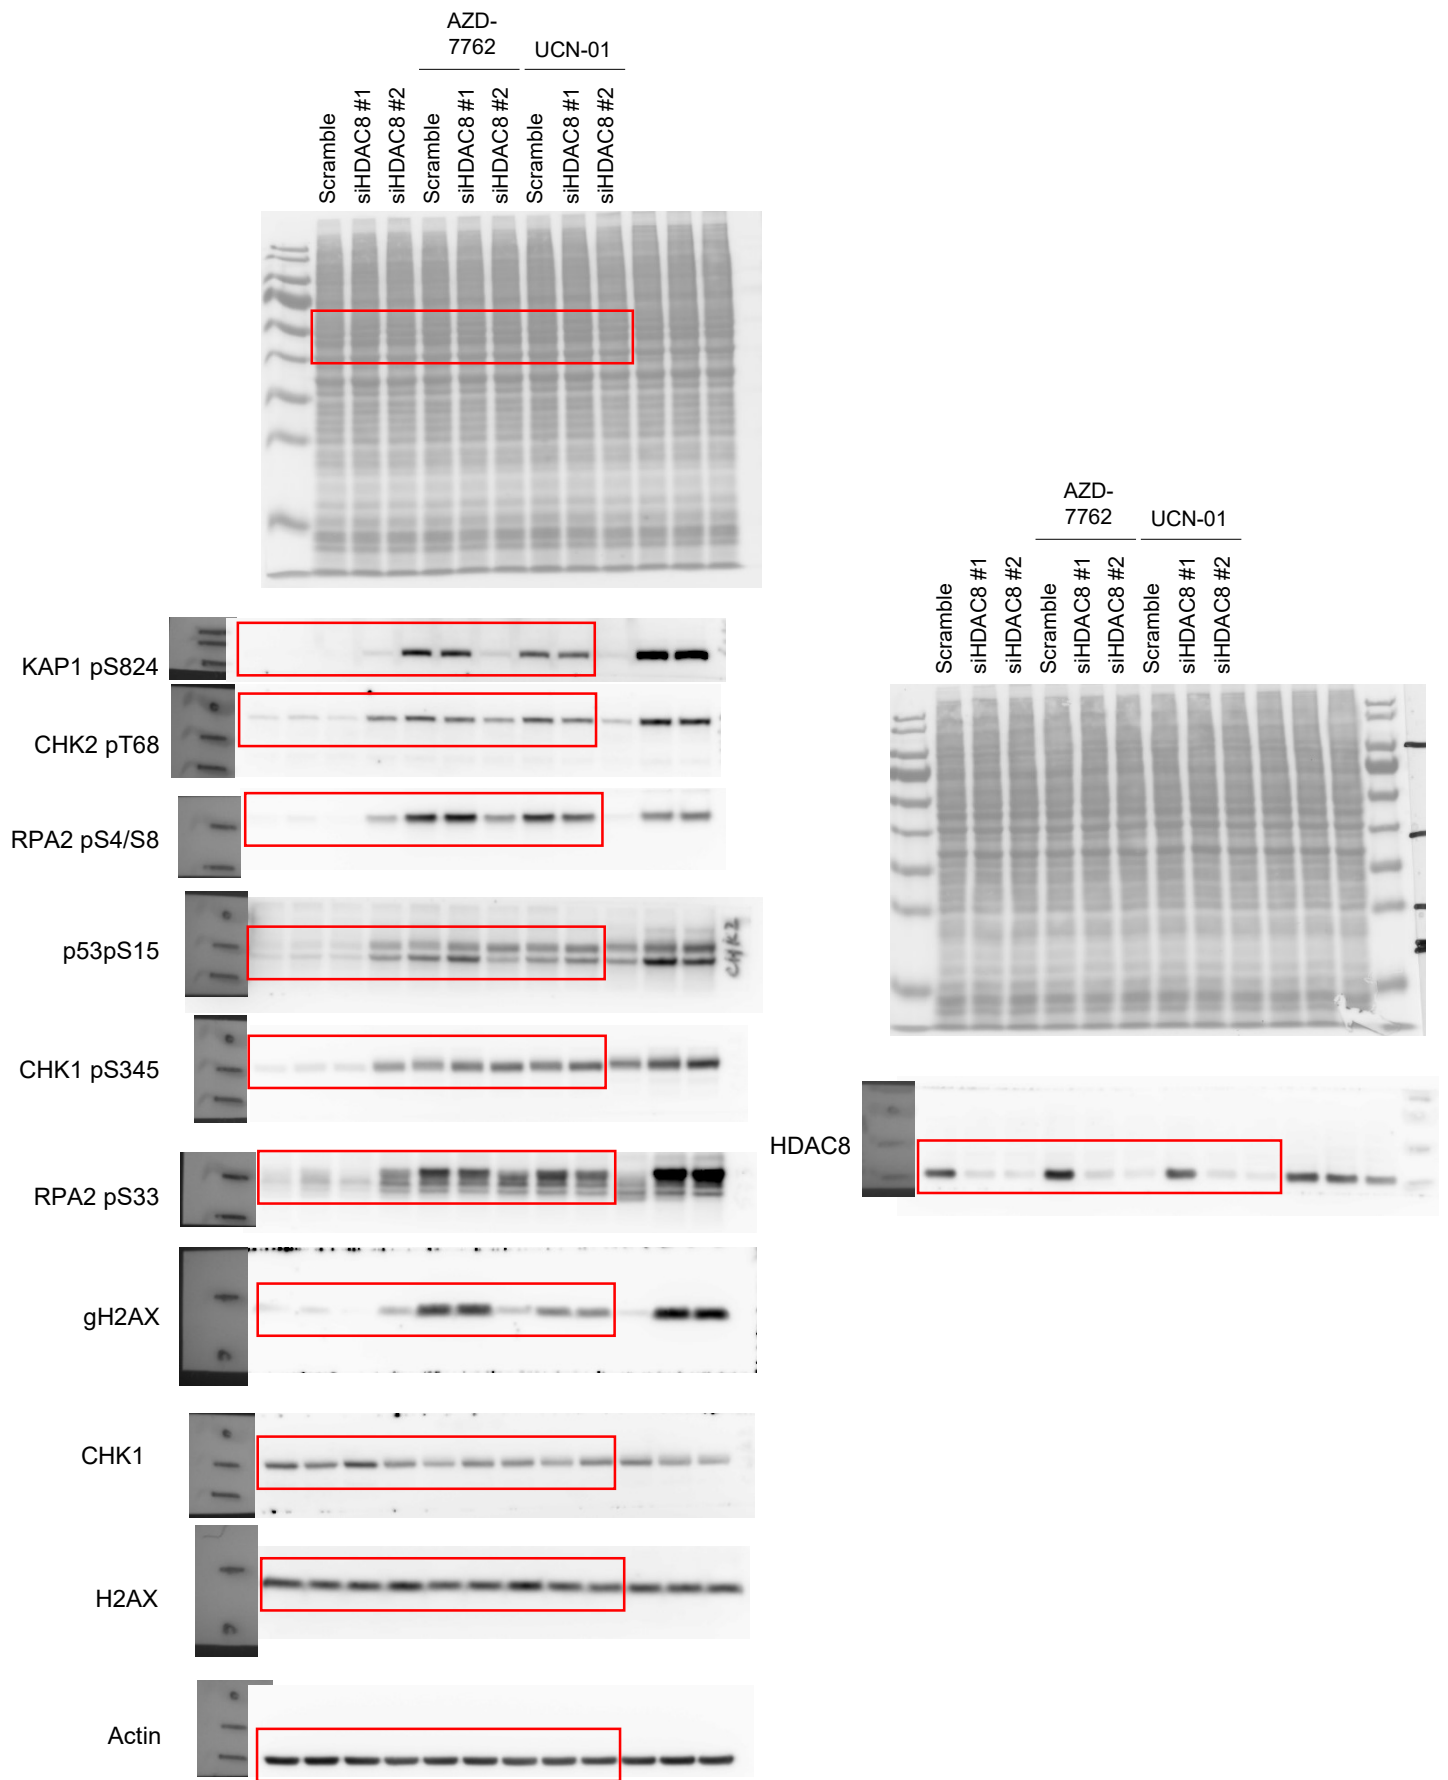 AZD-
7762
UCN-01
Scramble
siHDAC8 #1
siHDAC8 #2
Scramble
siHDAC8 #1
siHDAC8 #2
Scramble
siHDAC8 #1
siHDAC8 #2
KAP1 pS824
CHK2 pT68
RPA2 pS4/S8
p53pS15
CHK2
CHK1 pS345
RPA2 pS33
gH2AX
CHK1
H2AX
Actin
AZD-
7762
UCN-01
Scramble
siHDAC8 #1
siHDAC8 #2
Scramble
siHDAC8 #1
siHDAC8 #2
Scramble
siHDAC8 #1
siHDAC8 #2
HDAC8